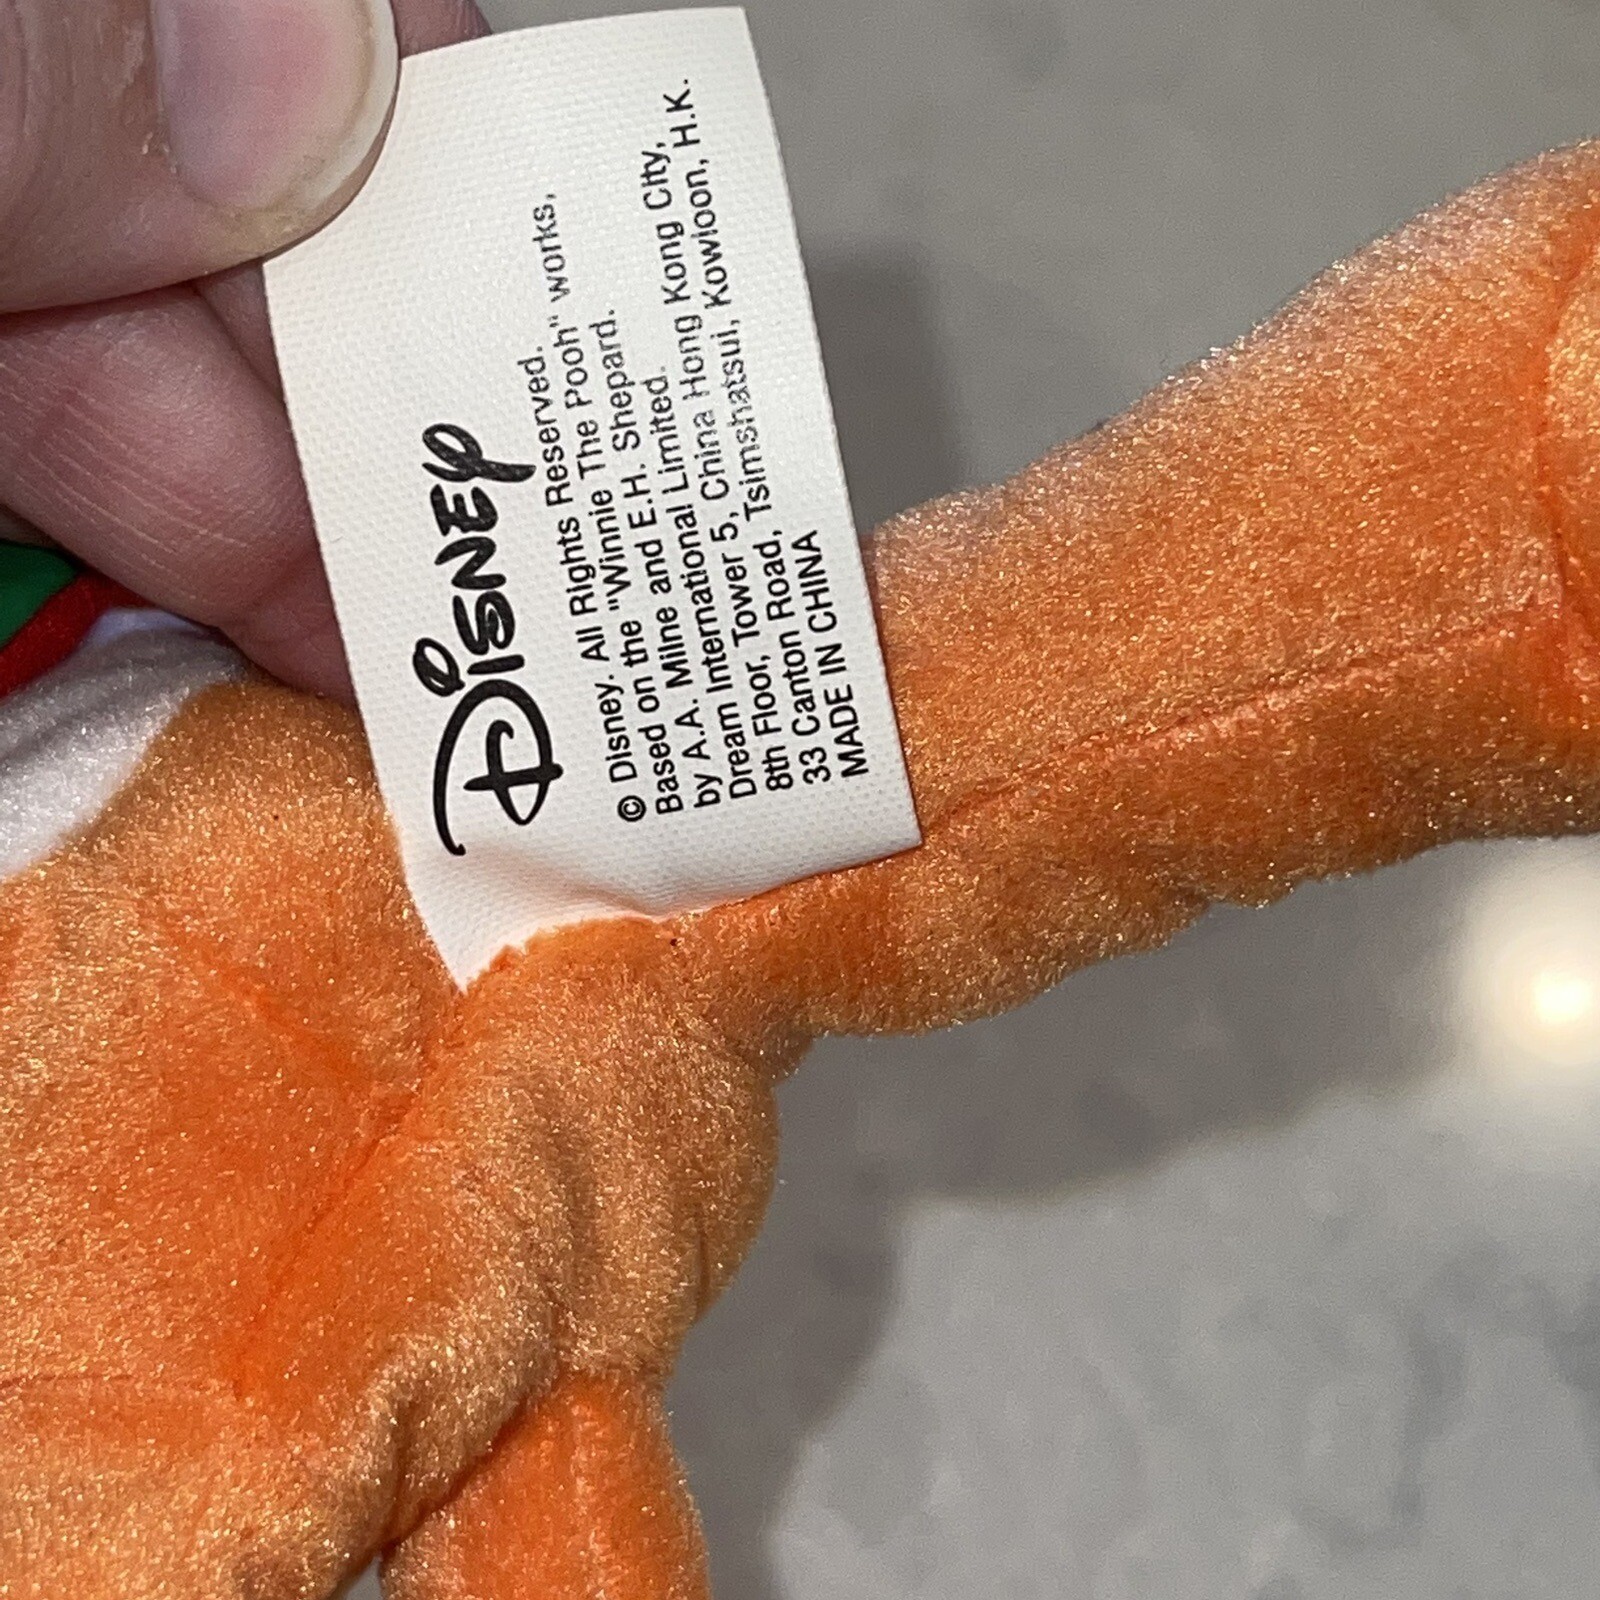 Disney
© Disney. All Rights Reserved.
Based on the "Winnie The Pooh" works,
by A.A. Milne and E.H. Shepard.
Dream International Limited.
8th Floor, Tower 5, China Hong Kong City,
33 Canton Road, Tsimshatsui, Kowloon, H.K.
MADE IN CHINA